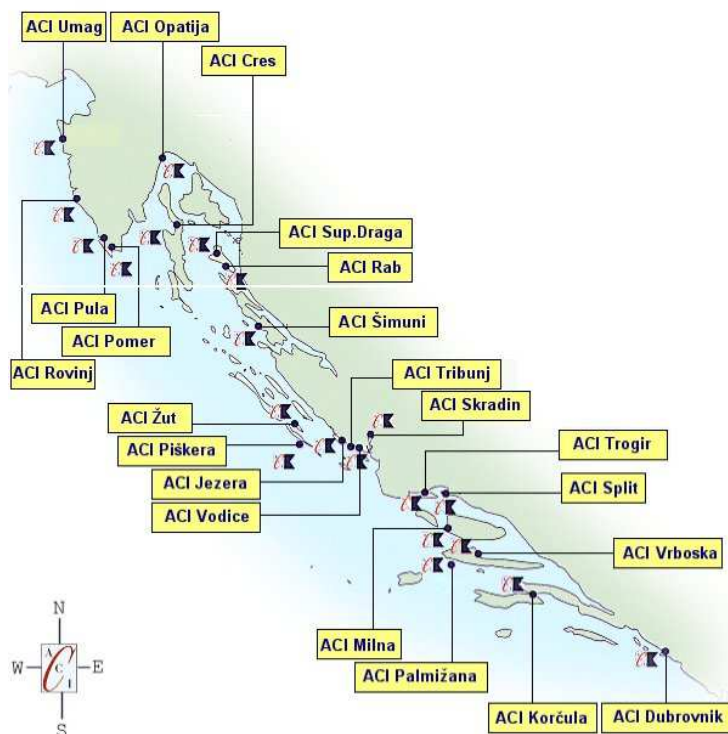 ACI Umag
ACI Opatija
ACI Cres
ACI Sup.Draga
ACI Rab
ACI Pula
ACI Šimuni
ACI Pomer
ACI Rovinj
ACI Tribunj
ACI Skradin
ACI Žut
ACI Piškera
ACI Trogir
ACI Jezera
ACI Split
ACI Vodice
ACI Vrboska
ACI Milna
ACI Palmižana
ACI Korčula
ACI Dubrovnik
N
W
A
C
I
E
S